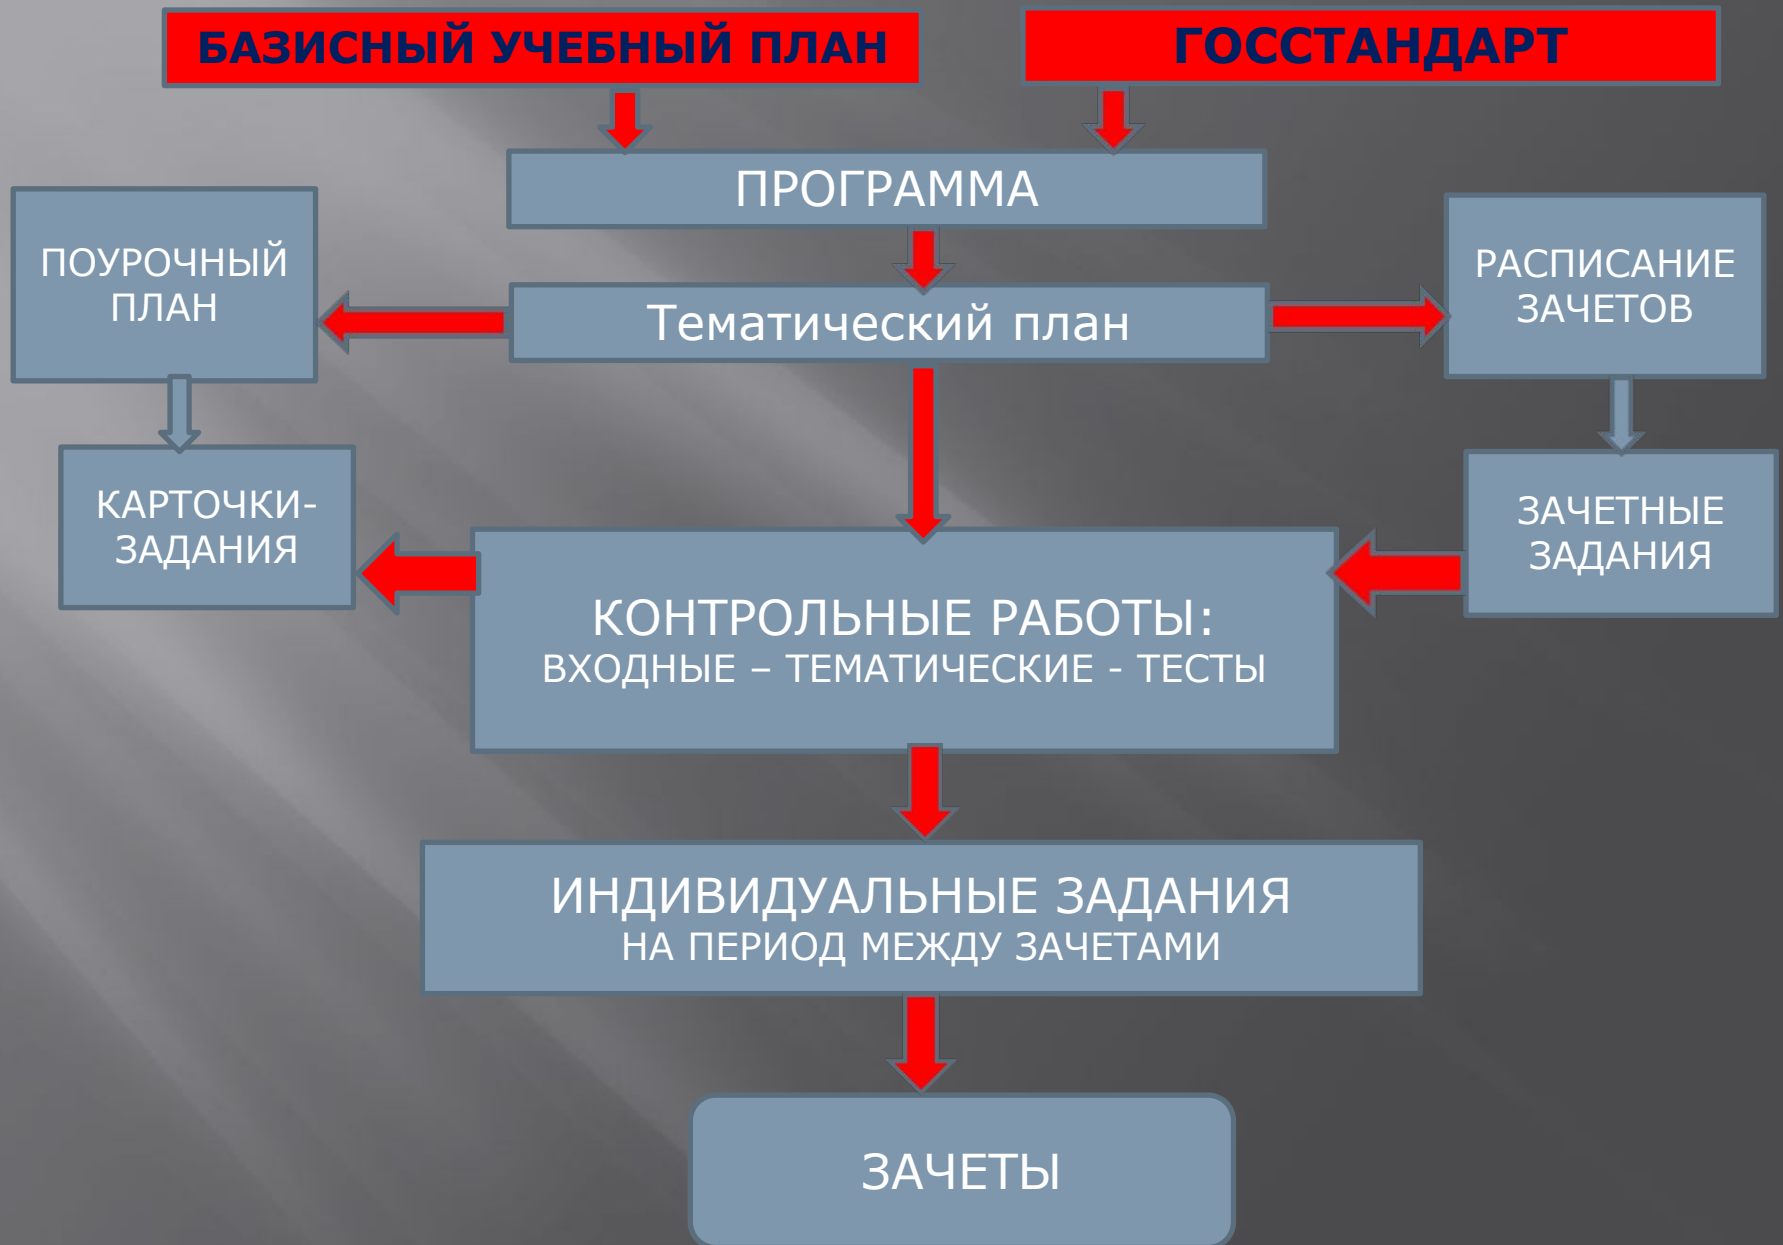 БАЗИСНЫЙ УЧЕБНЫЙ ПЛАН
ГОССТАНДАРТ
ПРОГРАММА
ПОУРОЧНЫЙ
ПЛАН
Тематический план
РАСПИСАНИЕ
ЗАЧЕТОВ
КАРТОЧКИ-
ЗАДАНИЯ
ЗАЧЕТНЫЕ
ЗАДАНИЯ
КОНТРОЛЬНЫЕ РАБОТЫ:
ВХОДНЫЕ – ТЕМАТИЧЕСКИЕ - ТЕСТЫ
ИНДИВИДУАЛЬНЫЕ ЗАДАНИЯ
НА ПЕРИОД МЕЖДУ ЗАЧЕТАМИ
ЗАЧЕТЫ